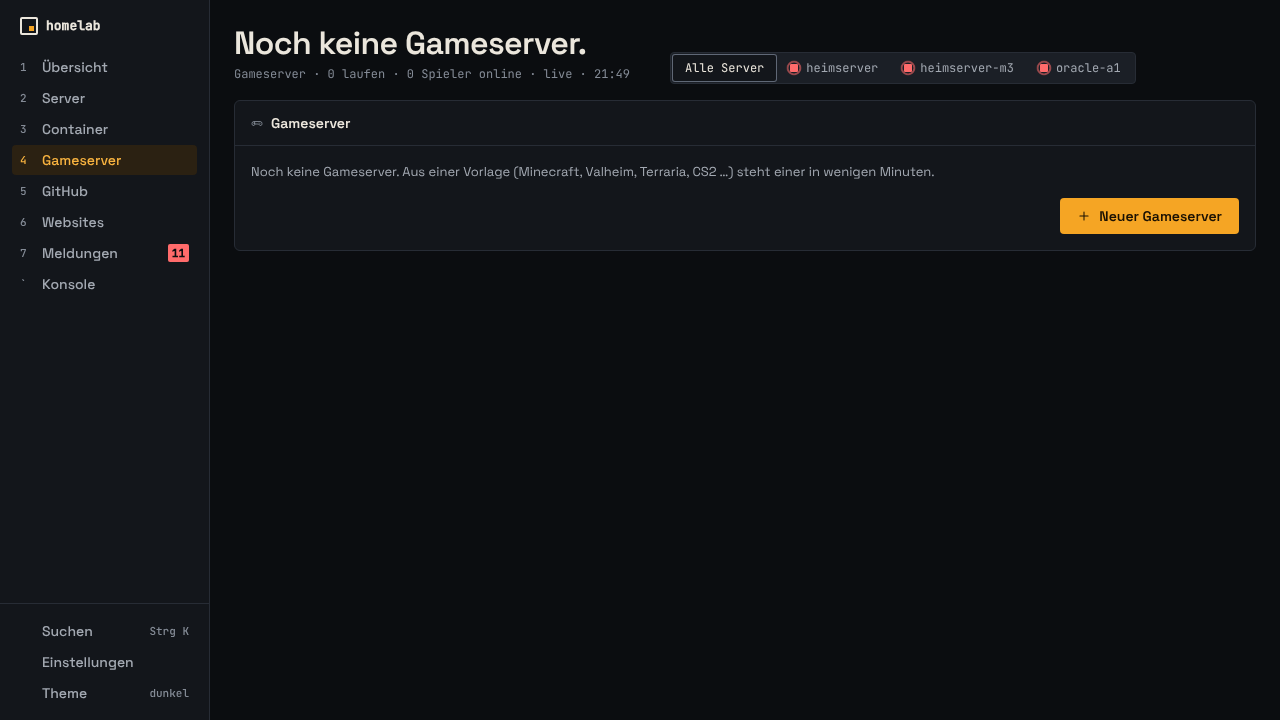 homelab
1 Übersicht
2 Server
3 Container
4 Gameserver
5 GitHub
6 Websites
7 Meldungen 11
` Konsole
Suchen Strg K
Einstellungen
Theme dunkel
Noch keine Gameserver.
Gameserver · 0 laufen · 0 Spieler online · live · 21:49
Alle Server heimserver heimserver-m3 oracle-a1
Gameserver
Noch keine Gameserver. Aus einer Vorlage (Minecraft, Valheim, Terraria, CS2 …) steht einer in wenigen Minuten.
+ Neuer Gameserver